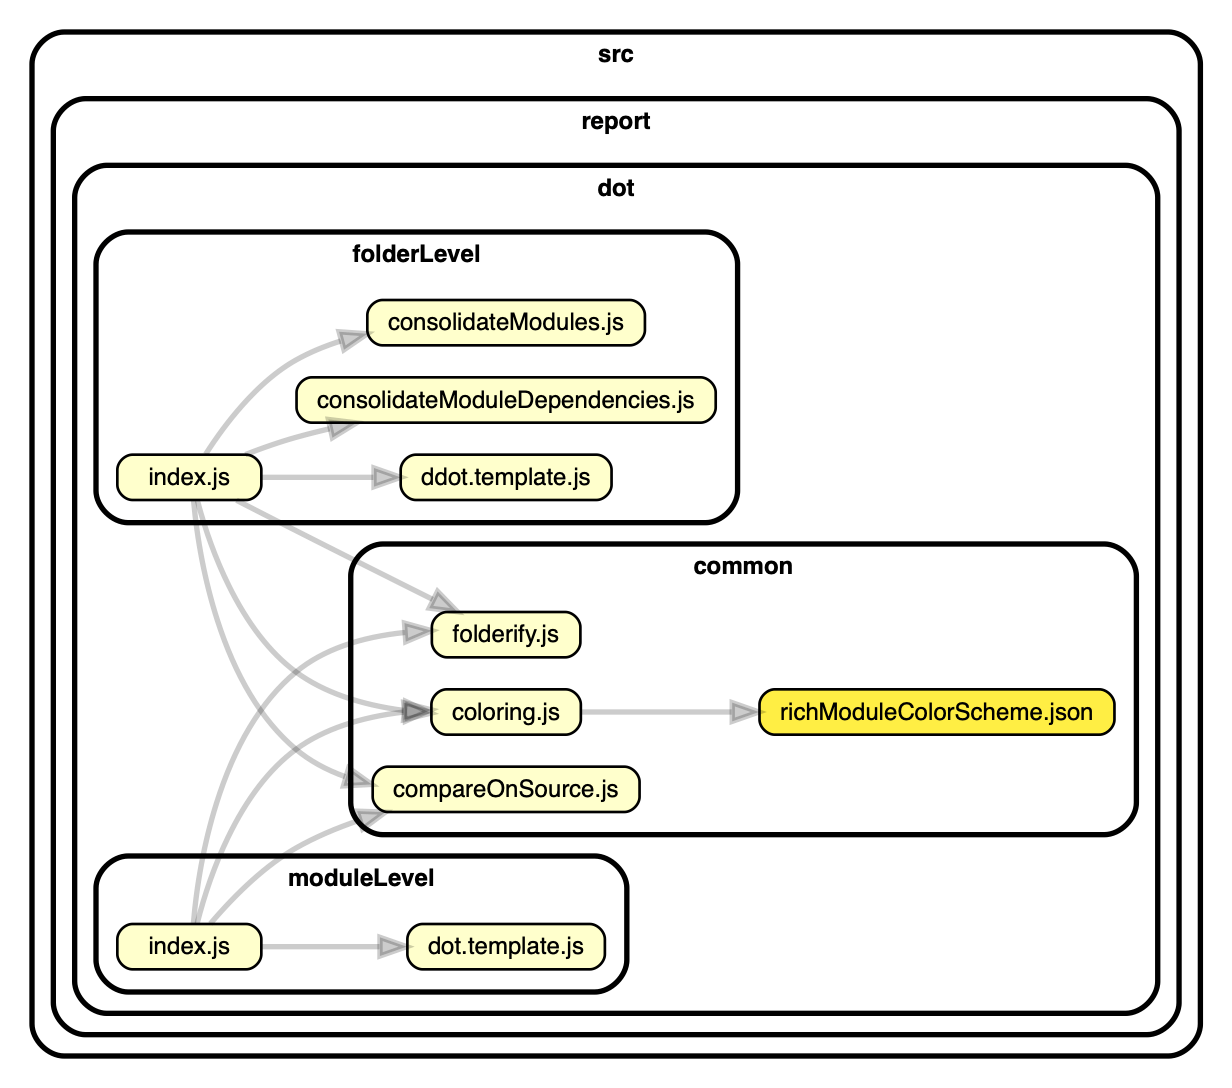 src
report
dot
folderLevel
consolidateModules.js
consolidateModuleDependencies.js
index.js
ddot.template.js
common
folderify.js
coloring.js
richModuleColorScheme.json
compareOnSource.js
moduleLevel
index.js
dot.template.js